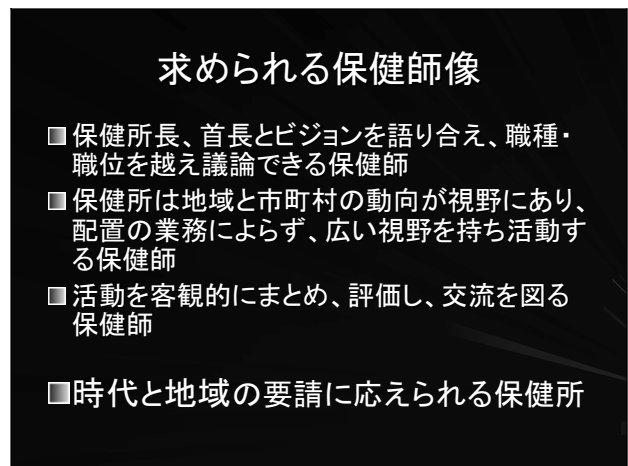 求められる保健師像
■保健所長、首長とビジョンを語り合え、職種・
職位を越え議論できる保健師
■保健所は地域と市町村の動向が視野にあり、
配置の業務によらず、広い視野を持ち活動す
る保健師
■活動を客観的にまとめ、評価し、交流を図る
保健師
■時代と地域の要請に応えられる保健所